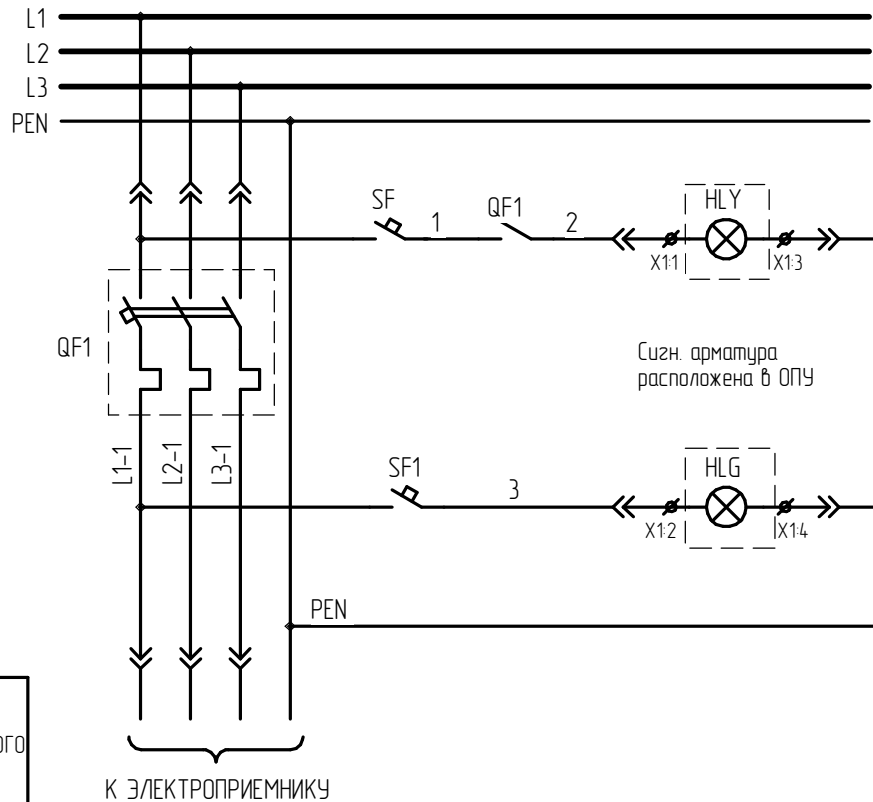 L1
L2
L3
PEN
SF
1
QF1
2
HLY
X1:1
X1:3
QF1
Сигн. арматура
расположена в ОПУ
L1-1
L2-1
L3-1
SF1
3
HLG
X1:2
X1:4
PEN
ОГО
К ЭЛЕКТРОПРИЕМНИКУ